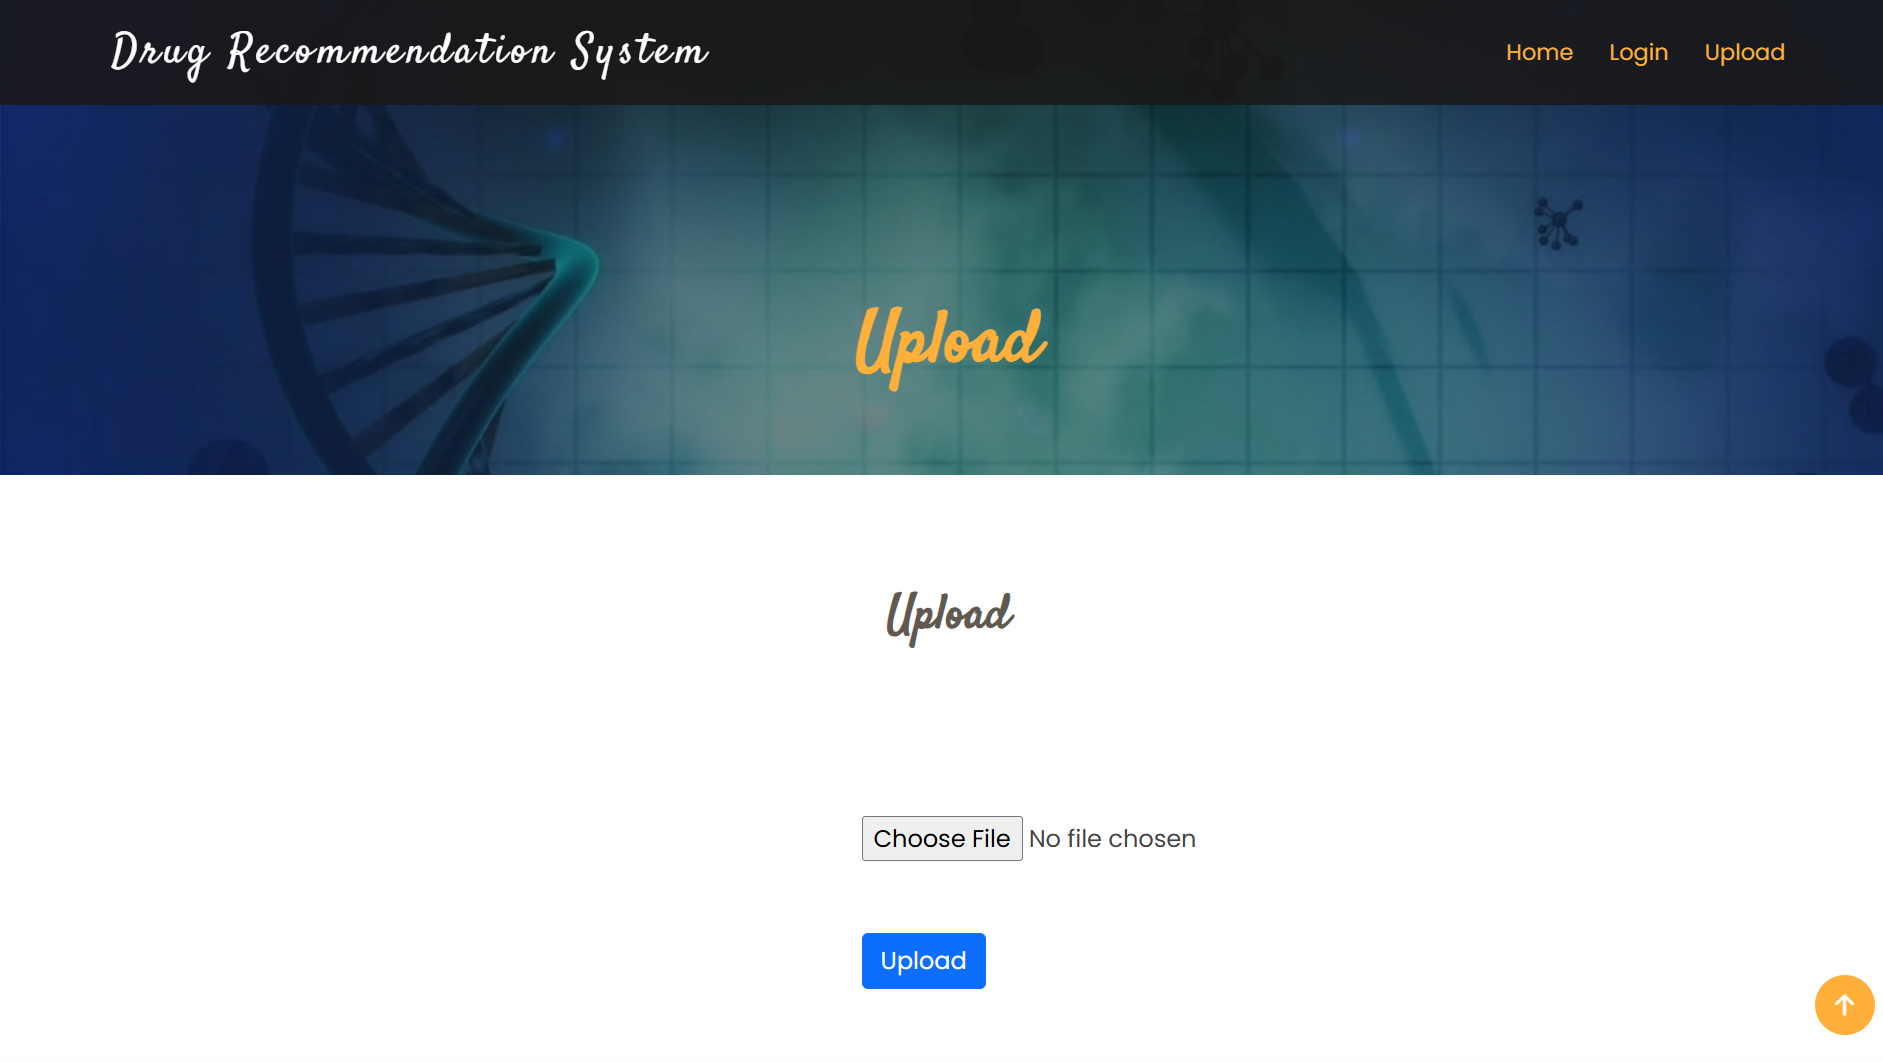 Drug Recommendation System
Home Login Upload
Upload
Upload
Choose File No file chosen
Upload